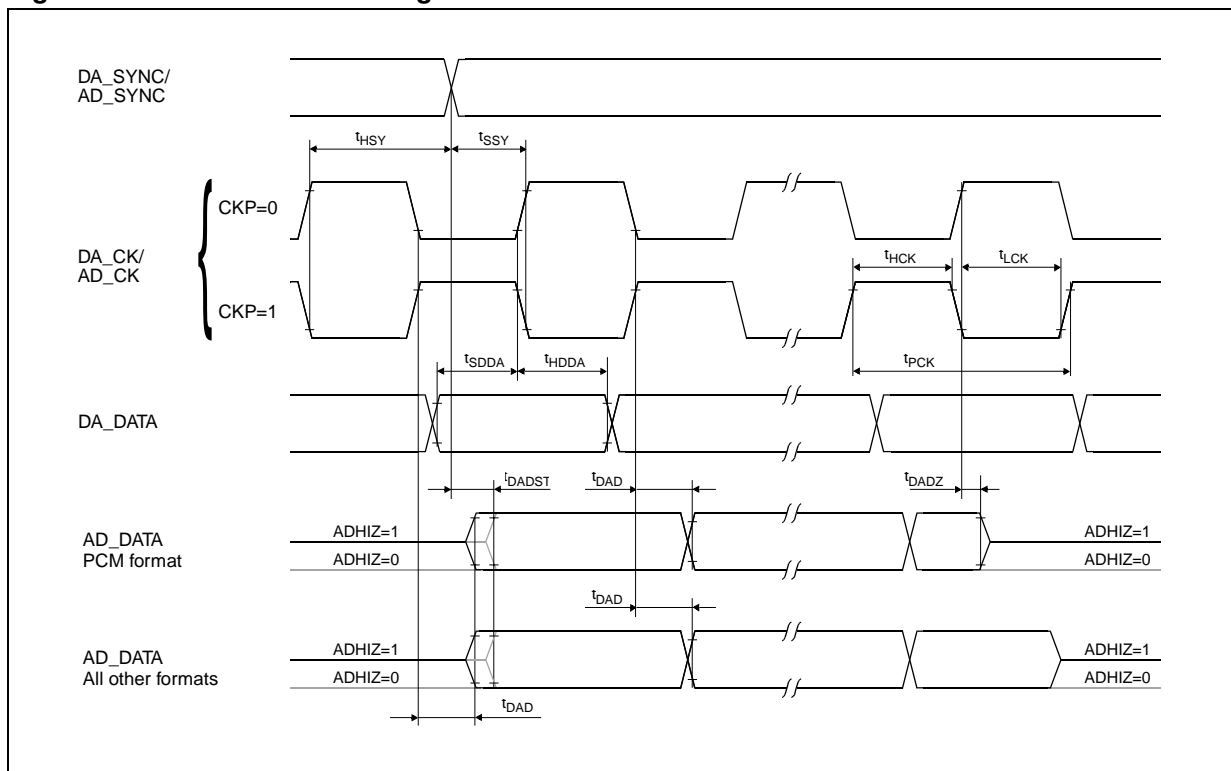 DA_SYNC/
AD_SYNC
tHSY
tSSY
CKP=0
DA_CK/
AD_CK
tHCK
tLCK
CKP=1
tSDDA
tHDDA
tPCK
DA_DATA
tDADST
tDAD
tDADZ
ADHIZ=1
ADHIZ=1
AD_DATA
PCM format
ADHIZ=0
ADHIZ=0
tDAD
ADHIZ=1
ADHIZ=1
AD_DATA
All other formats
ADHIZ=0
ADHIZ=0
tDAD